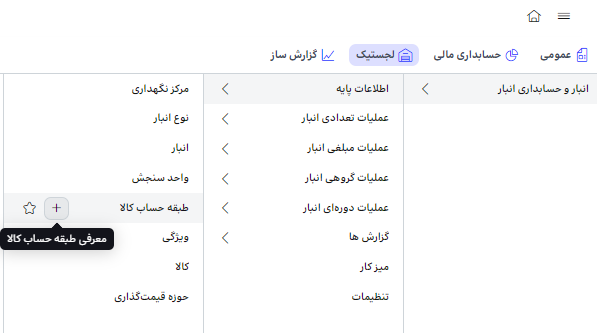 عمومی
حسابداری مالی
لجستیک
گزارش ساز
انبار و حسابداری انبار
اطلاعات پایه
عملیات تعدادی انبار
عملیات مبلغی انبار
عملیات گروهی انبار
عملیات دوره‌ای انبار
گزارش ها
میز کار
تنظیمات
مرکز نگهداری
نوع انبار
انبار
واحد سنجش
طبقه حساب کالا
معرفی طبقه حساب کالا
ویژگی
کالا
حوزه قیمت‌گذاری